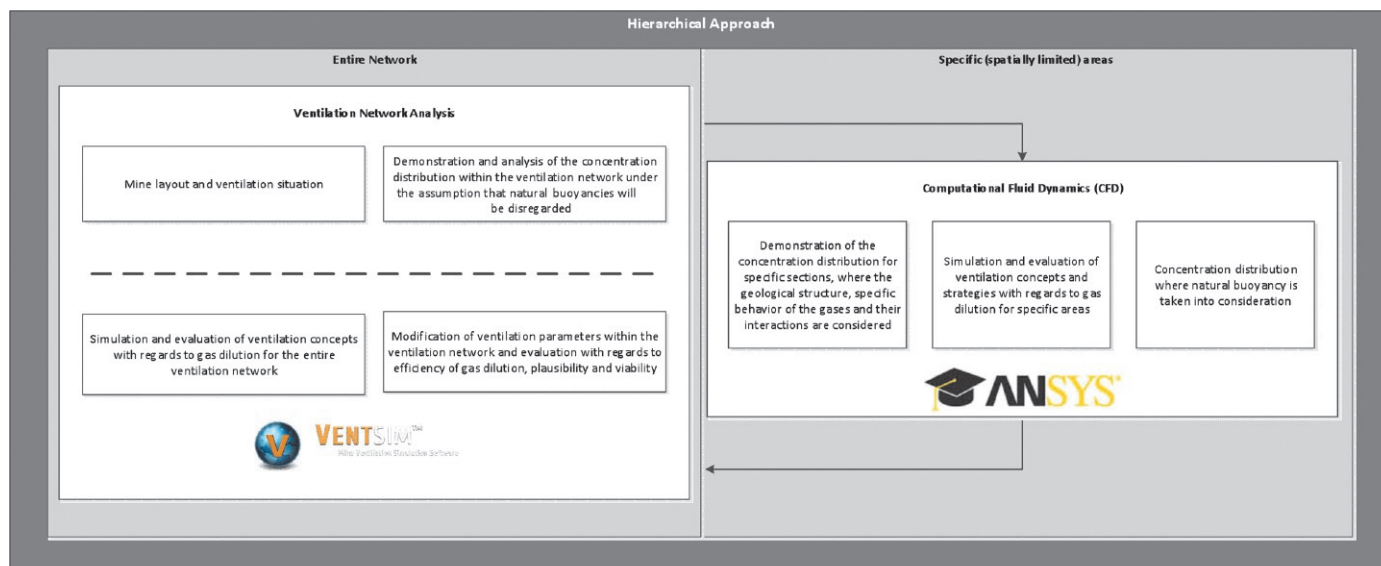 Hierarchical Approach
Entire Network
Specific (spatially limited) areas
Ventilation Network Analysis
Mine layout and ventilation situation
Demonstration and analysis of the concentration
distribution within the ventilation network under
the assumption that natural buoyancies will
be disregarded
Simulation and evaluation of ventilation concepts
with regards to gas dilution for the entire
ventilation network
Modification of ventilation parameters within the
ventilation network and evaluation with regards to
efficiency of gas dilution, plausibility and viability
V
VENTSIM™
Mine Ventilation Simulation Software
Computational Fluid Dynamics (CFD)
Demonstration of the
concentration distribution for
specific sections, where the
geological structure, specific
behavior of the gases and their
interactions are considered
Simulation and evaluation of
ventilation concepts and
strategies with regards to gas
dilution for specific areas
Concentration distribution
where natural buoyancy is
taken into consideration
ANSYS®